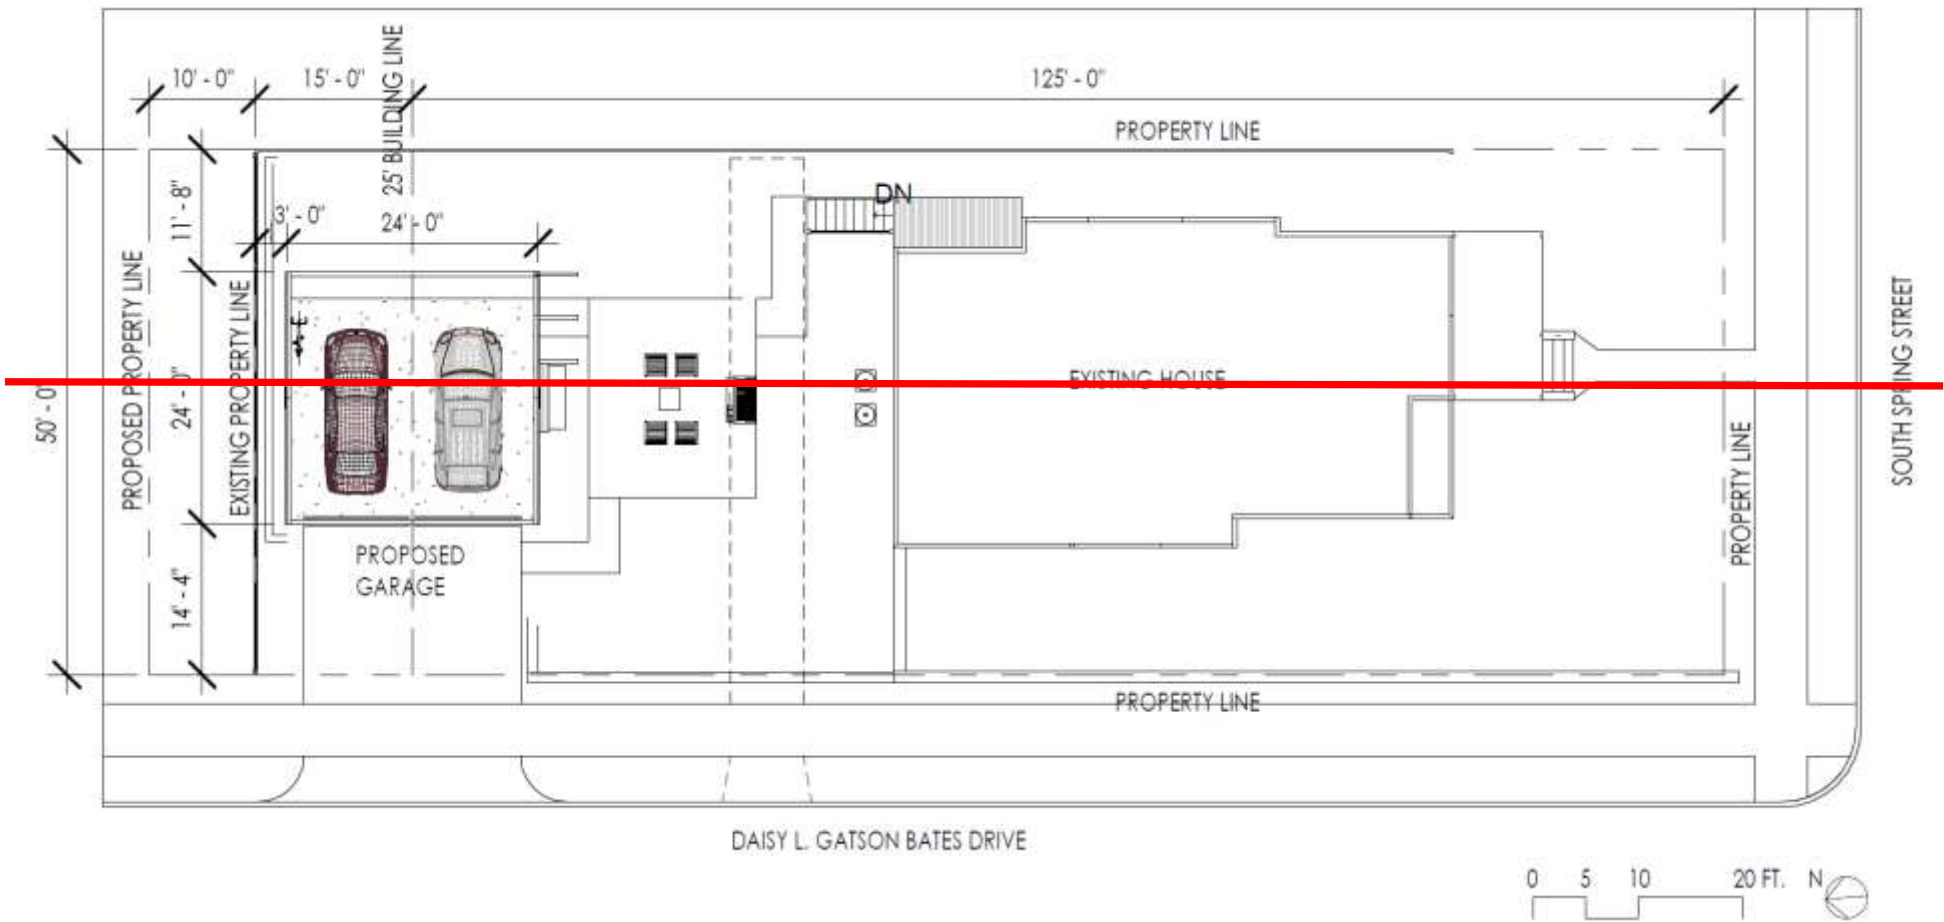 10' - 0"
15' - 0"
25' BUILDING LINE
125' - 0"
PROPERTY LINE
11' - 8"
3' - 0"
24' - 0"
DN
PROPOSED PROPERTY LINE
EXISTING PROPERTY LINE
50' - 0"
24' - 0"
EXISTING HOUSE
SOUTH SPRING STREET
PROPERTY LINE
PROPOSED
GARAGE
14' - 4"
PROPERTY LINE
DAISY L. GATSON BATES DRIVE
0 5 10 20 FT. N